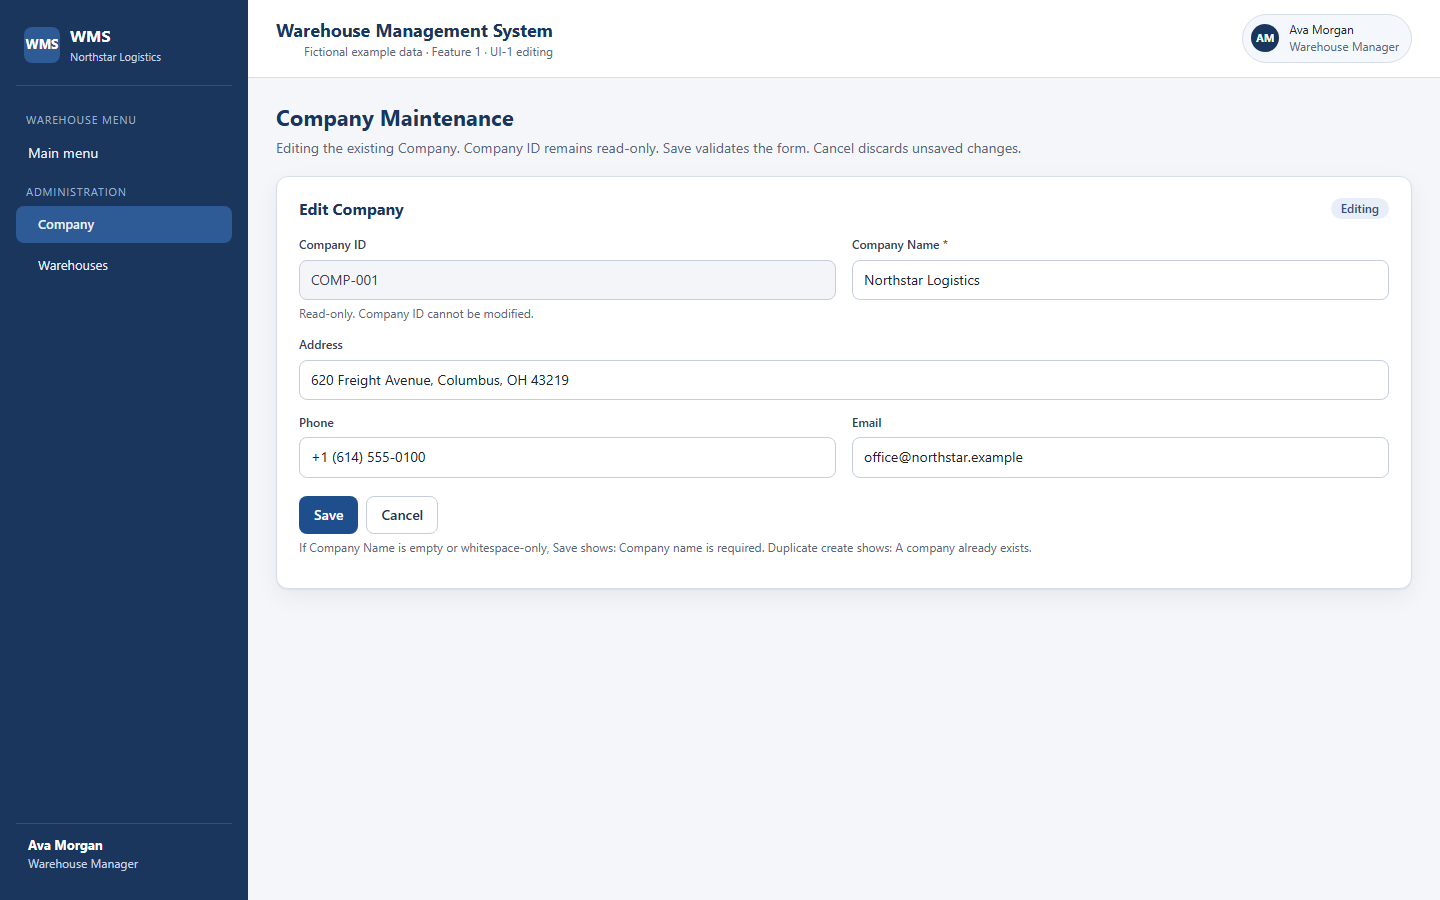 WMS
WMS
Northstar Logistics
WAREHOUSE MENU
Main menu
ADMINISTRATION
Company
Warehouses
Ava Morgan
Warehouse Manager
Warehouse Management System
Fictional example data · Feature 1 · UI-1 editing
AM
Ava Morgan
Warehouse Manager
Company Maintenance
Editing the existing Company. Company ID remains read-only. Save validates the form. Cancel discards unsaved changes.
Edit Company
Editing
Company ID
Company Name *
COMP-001
Northstar Logistics
Read-only. Company ID cannot be modified.
Address
620 Freight Avenue, Columbus, OH 43219
Phone
Email
+1 (614) 555-0100
office@northstar.example
Save
Cancel
If Company Name is empty or whitespace-only, Save shows: Company name is required. Duplicate create shows: A company already exists.